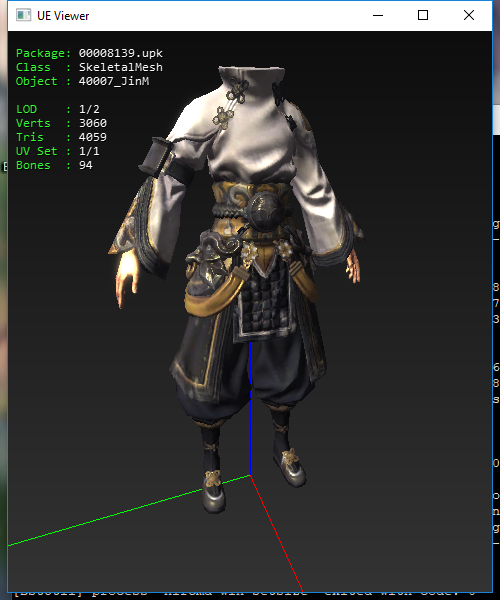 UE Viewer
Package: 00008139.upk
Class : SkeletalMesh
Object : 40007_JinM
LOD : 1/2
Verts : 3060
Tris : 4059
UV Set : 1/1
Bones : 94